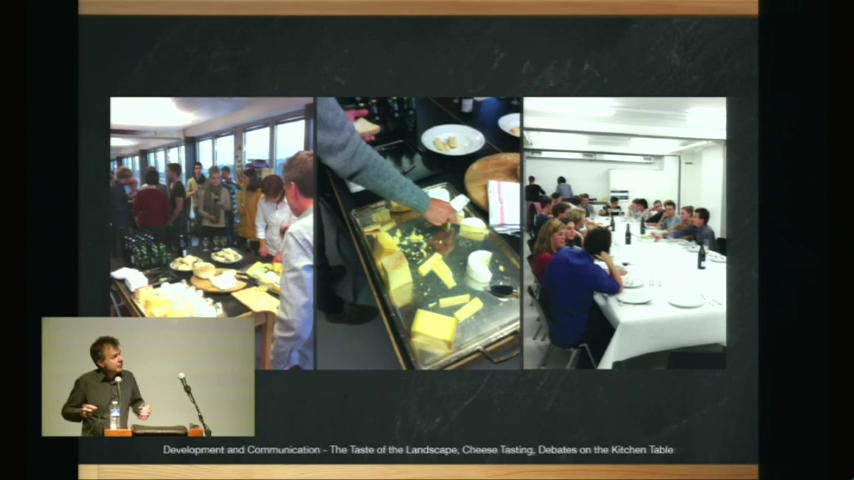 Development and Communication - The Taste of the Landscape, Cheese Tasting, Debates on the Kitchen Table